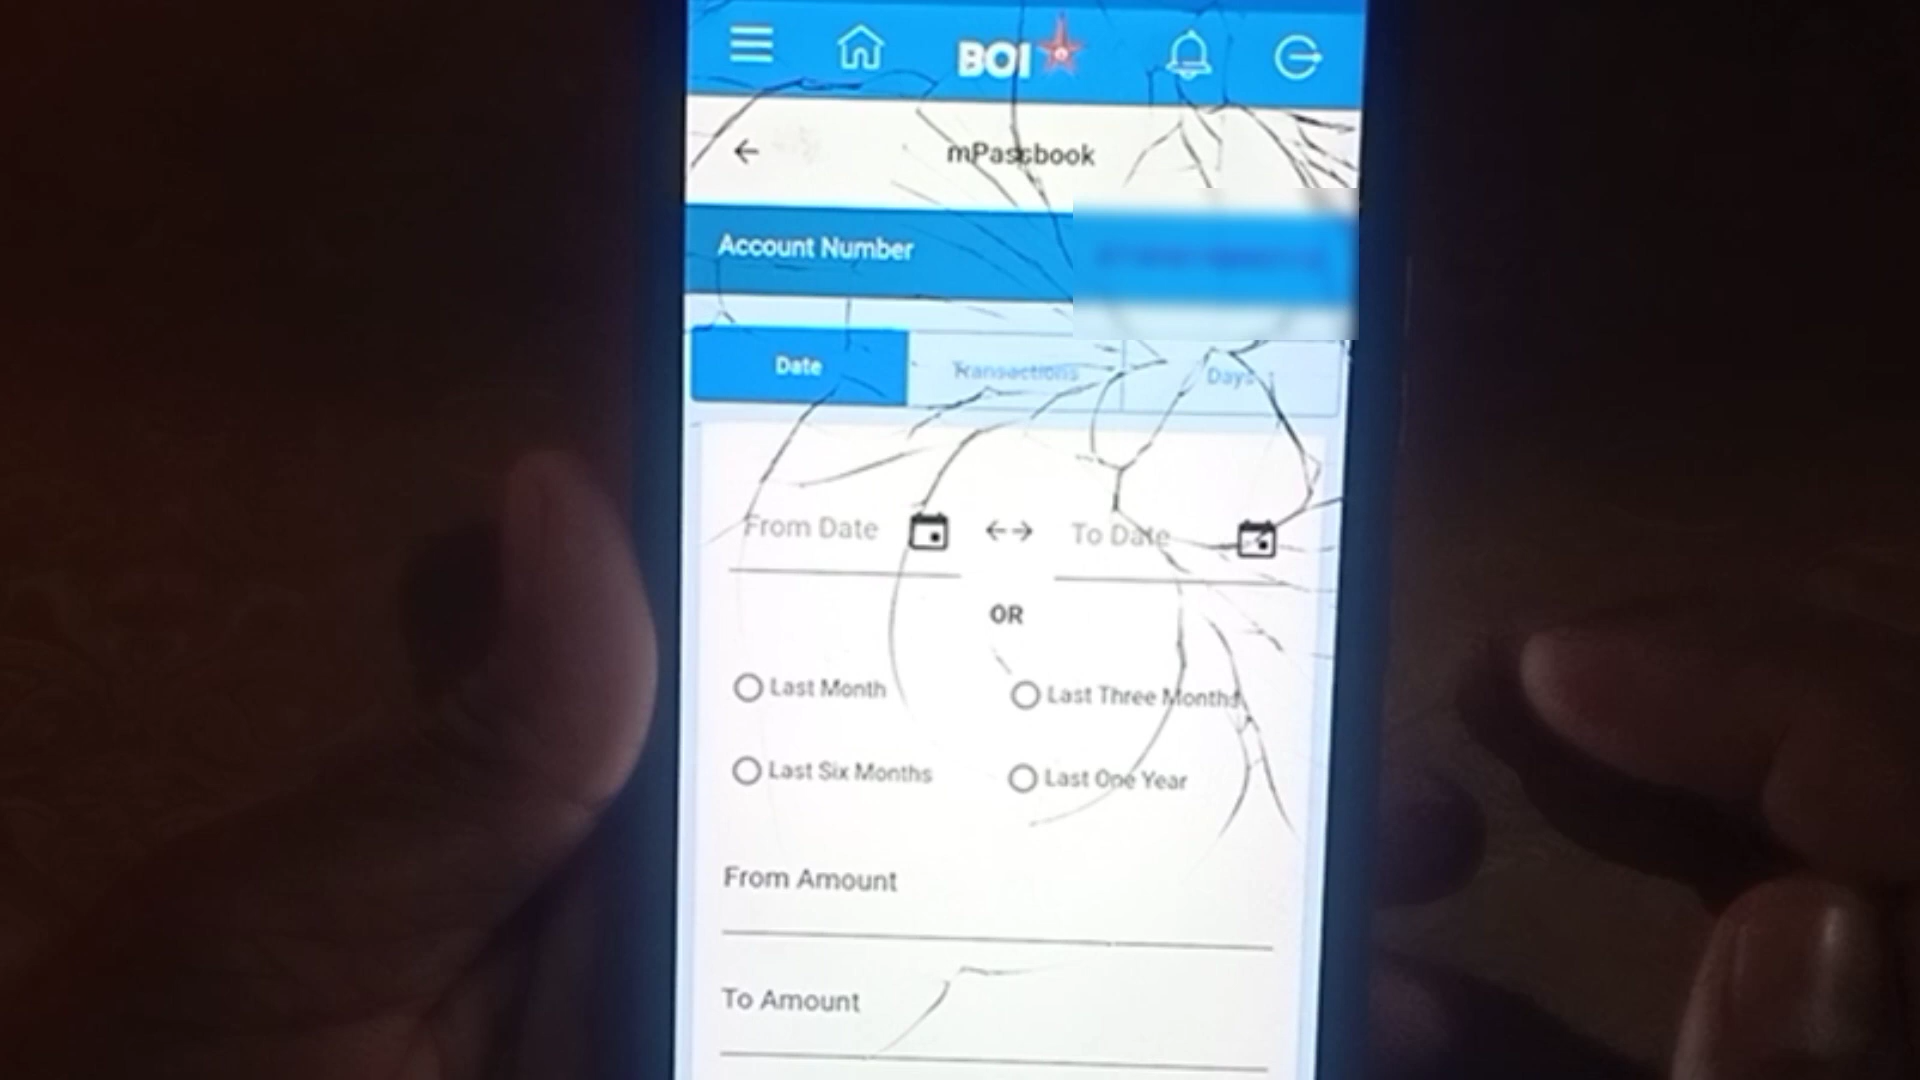 BOI
mPassbook
Account Number
Date Transactions Days
From Date To Date
OR
Last Month Last Three Months
Last Six Months Last One Year
From Amount
To Amount